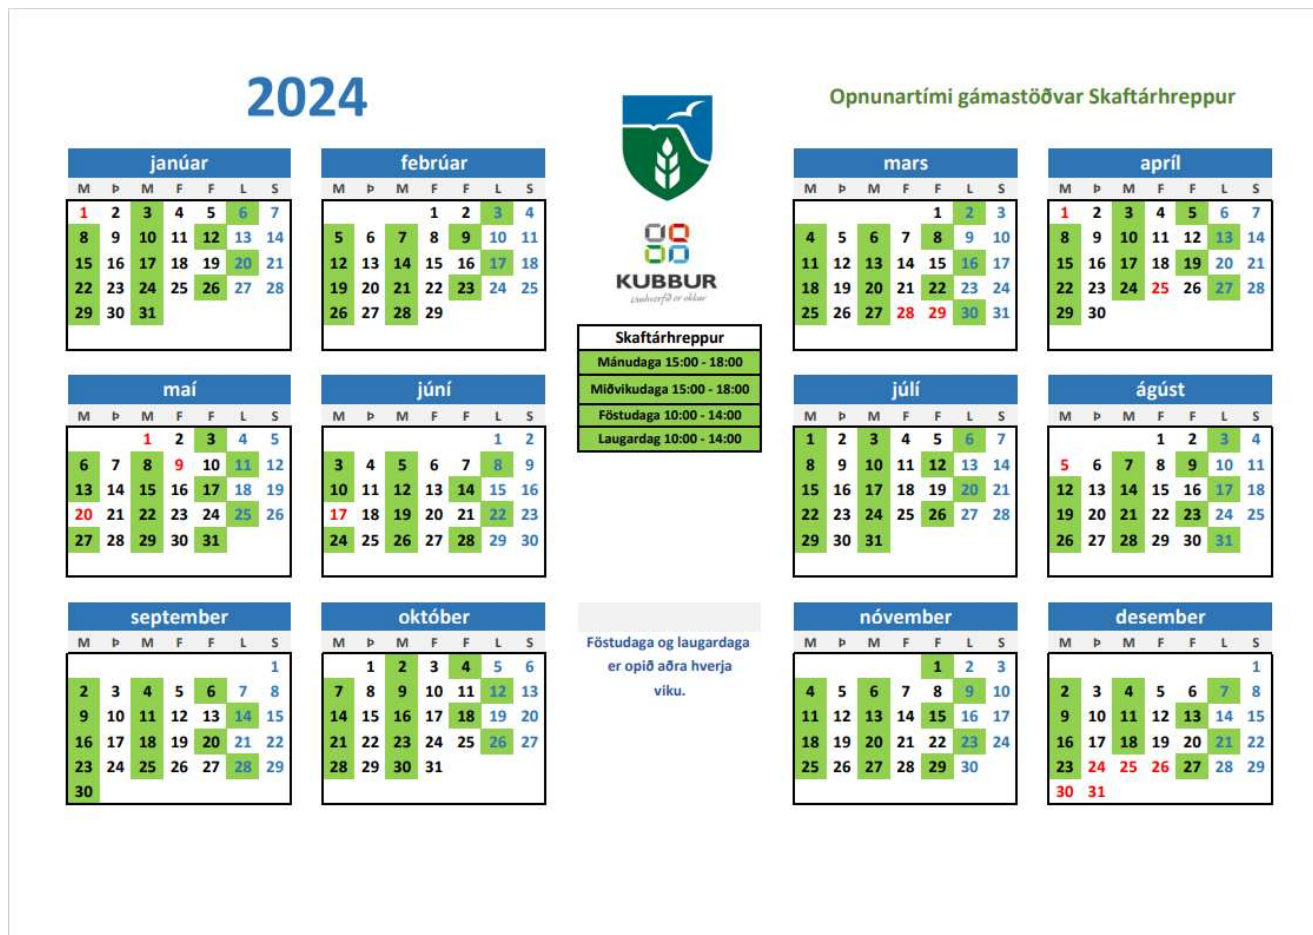 2024
Opnunartími gámastöðvar Skaftárhreppur
janúar
M Þ M F F L S
1 2 3 4 5 6 7
8 9 10 11 12 13 14
15 16 17 18 19 20 21
22 23 24 25 26 27 28
29 30 31
febrúar
M Þ M F F L S
1 2 3 4
5 6 7 8 9 10 11
12 13 14 15 16 17 18
19 20 21 22 23 24 25
26 27 28 29
KUBBUR
Umhverfið er okkar
Skaftárhreppur
Mánudaga 15:00 - 18:00
Miðvikudaga 15:00 - 18:00
Föstudaga 10:00 - 14:00
Laugardag 10:00 - 14:00
mars
M Þ M F F L S
1 2 3
4 5 6 7 8 9 10
11 12 13 14 15 16 17
18 19 20 21 22 23 24
25 26 27 28 29 30 31
apríl
M Þ M F F L S
1 2 3 4 5 6 7
8 9 10 11 12 13 14
15 16 17 18 19 20 21
22 23 24 25 26 27 28
29 30
maí
M Þ M F F L S
1 2 3 4 5
6 7 8 9 10 11 12
13 14 15 16 17 18 19
20 21 22 23 24 25 26
27 28 29 30 31
júní
M Þ M F F L S
1 2
3 4 5 6 7 8 9
10 11 12 13 14 15 16
17 18 19 20 21 22 23
24 25 26 27 28 29 30
júlí
M Þ M F F L S
1 2 3 4 5 6 7
8 9 10 11 12 13 14
15 16 17 18 19 20 21
22 23 24 25 26 27 28
29 30 31
ágúst
M Þ M F F L S
1 2 3 4
5 6 7 8 9 10 11
12 13 14 15 16 17 18
19 20 21 22 23 24 25
26 27 28 29 30 31
september
M Þ M F F L S
1
2 3 4 5 6 7 8
9 10 11 12 13 14 15
16 17 18 19 20 21 22
23 24 25 26 27 28 29
30
október
M Þ M F F L S
1 2 3 4 5 6
7 8 9 10 11 12 13
14 15 16 17 18 19 20
21 22 23 24 25 26 27
28 29 30 31
Föstudaga og laugardaga
er opið aðra hverja
viku.
nóvember
M Þ M F F L S
1 2 3
4 5 6 7 8 9 10
11 12 13 14 15 16 17
18 19 20 21 22 23 24
25 26 27 28 29 30
desember
M Þ M F F L S
1
2 3 4 5 6 7 8
9 10 11 12 13 14 15
16 17 18 19 20 21 22
23 24 25 26 27 28 29
30 31